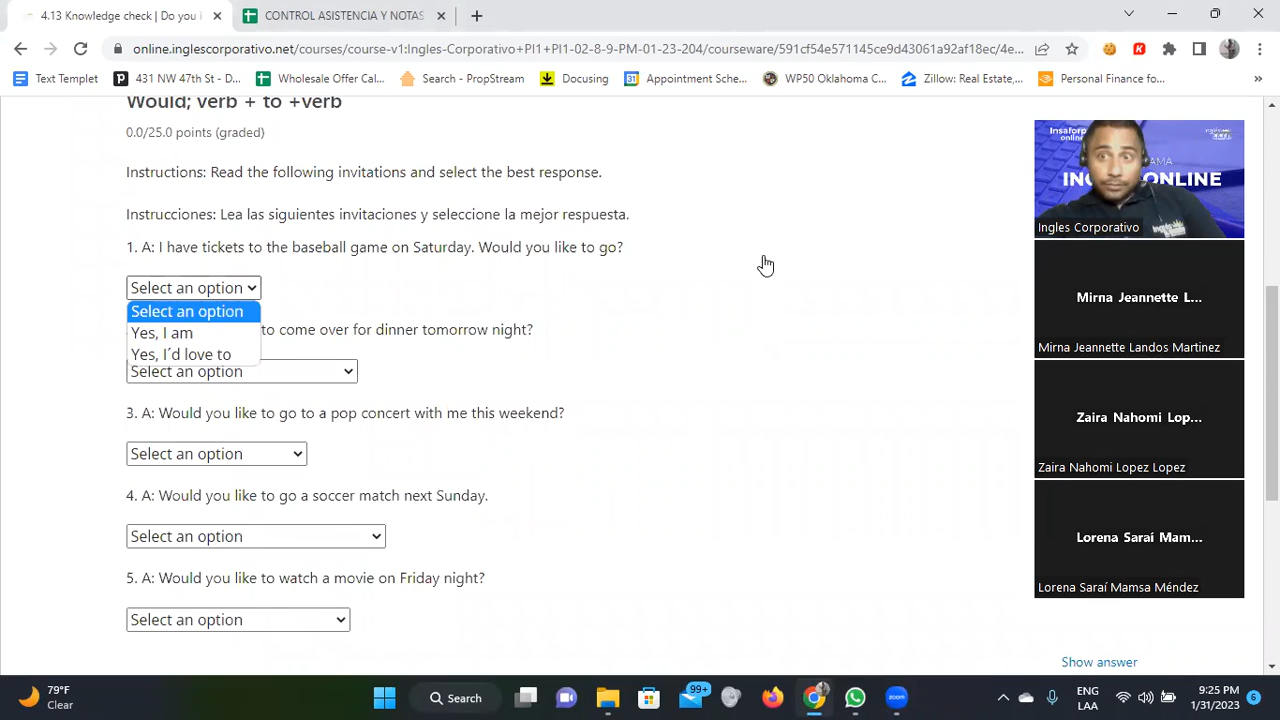 4.13 Knowledge check | Do you i
CONTROL ASISTENCIA Y NOTAS
online.inglescorporativo.net/courses/course-v1:Ingles-Corporativo+PI1+PI1-02-8-9-PM-01-23-204/courseware/591cf54e571145ce9d43061a92af18ec/4e...
Text Templet
431 NW 47th St - D...
Wholesale Offer Cal...
Search - PropStream
Docusing
Appointment Sche...
WP50 Oklahoma C...
Zillow: Real Estate,...
Personal Finance fo...
Would; verb + to +verb
0.0/25.0 points (graded)
Instructions: Read the following invitations and select the best response.
Instrucciones: Lea las siguientes invitaciones y seleccione la mejor respuesta.
1. A: I have tickets to the baseball game on Saturday. Would you like to go?
Select an option
Select an option
Yes, I am
Yes, I´d love to
to come over for dinner tomorrow night?
Select an option
3. A: Would you like to go to a pop concert with me this weekend?
Select an option
4. A: Would you like to go a soccer match next Sunday.
Select an option
5. A: Would you like to watch a movie on Friday night?
Select an option
Show answer
Insaforp
online
INGLES ONLINE
Ingles Corporativo
Mirna Jeannette L...
Mirna Jeannette Landos Martinez
Zaira Nahomi Lop...
Zaira Nahomi Lopez Lopez
Lorena Saraí Mam...
Lorena Saraí Mamsa Méndez
79°F
Clear
Search
99+
ENG
LAA
9:25 PM
1/31/2023
6